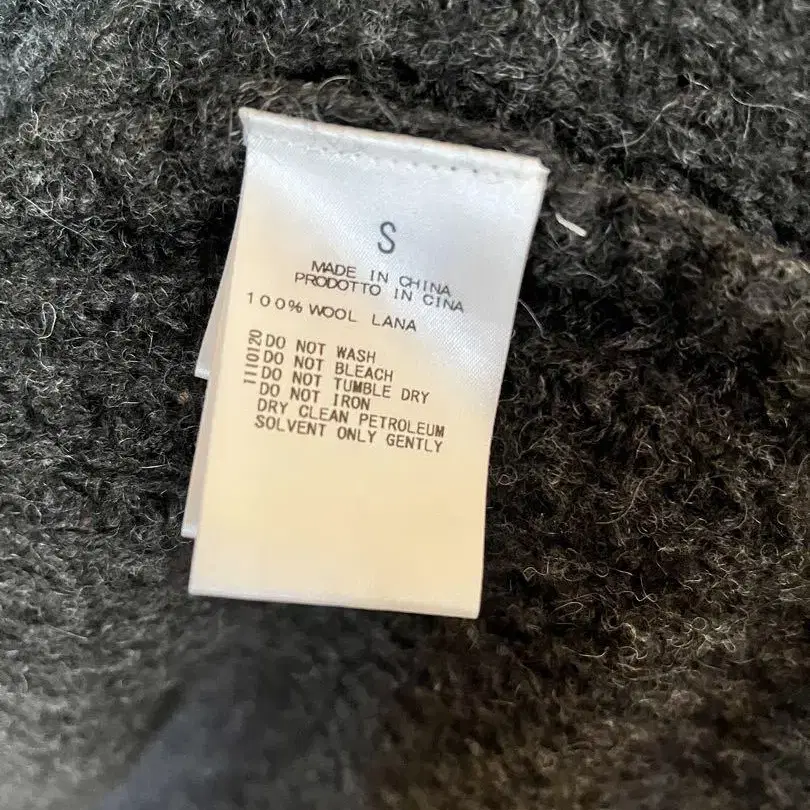 S
MADE IN CHINA
PRODOTTO IN CINA
100% WOOL LANA
1110120
DO NOT WASH
DO NOT BLEACH
DO NOT TUMBLE DRY
DO NOT IRON
DRY CLEAN PETROLEUM
SOLVENT ONLY GENTLY